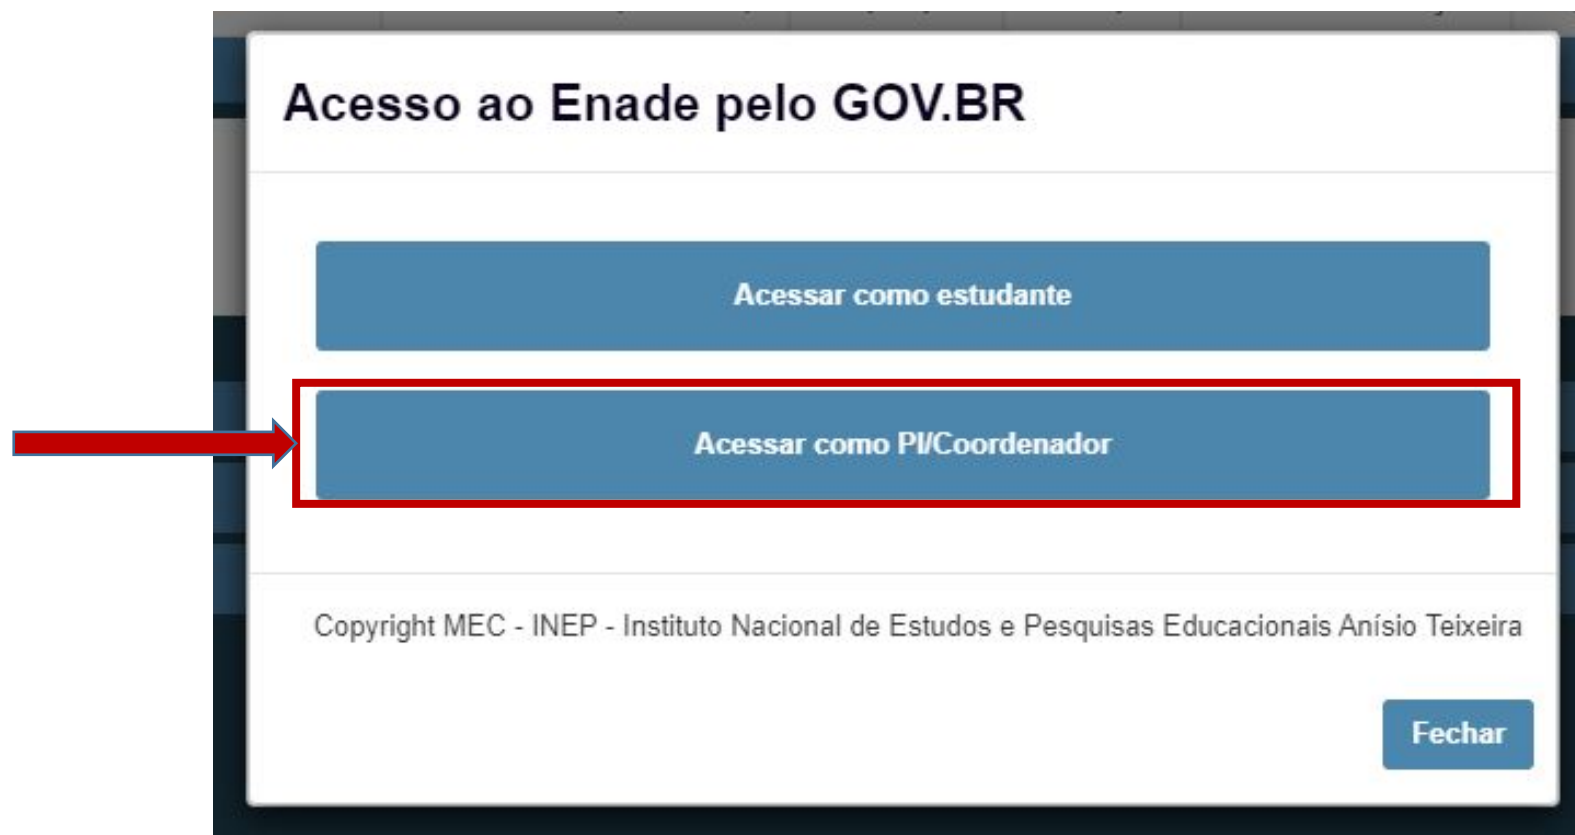 Acesso ao Enade pelo GOV.BR
Acessar como estudante
Acessar como PI/Coordenador
Copyright MEC - INEP - Instituto Nacional de Estudos e Pesquisas Educacionais Anísio Teixeira
Fechar